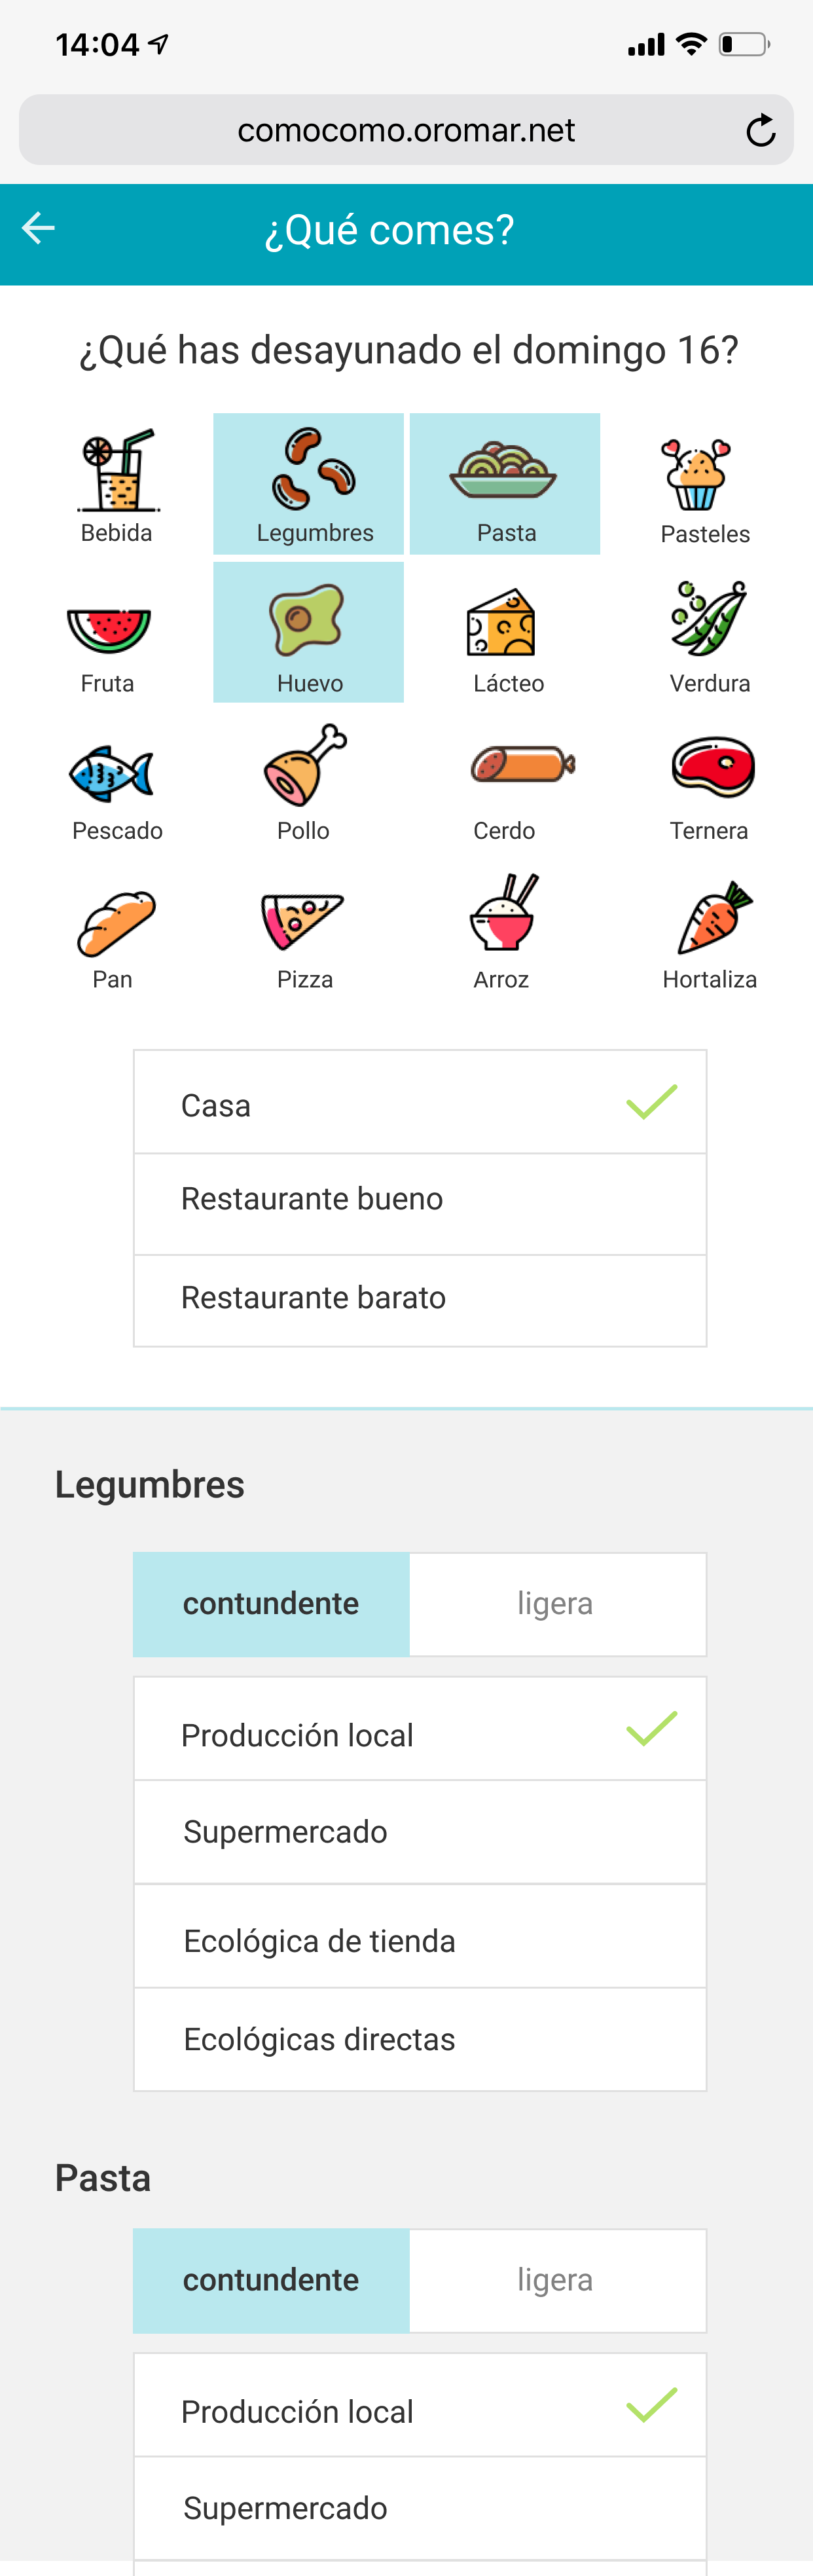 14:04
comocomo.oromar.net
¿Qué comes?
¿Qué has desayunado el domingo 16?
Bebida Legumbres Pasta Pasteles
Fruta Huevo Lácteo Verdura
Pescado Pollo Cerdo Ternera
Pan Pizza Arroz Hortaliza
Casa
Restaurante bueno
Restaurante barato
Legumbres
contundente ligera
Producción local
Supermercado
Ecológica de tienda
Ecológicas directas
Pasta
contundente ligera
Producción local
Supermercado